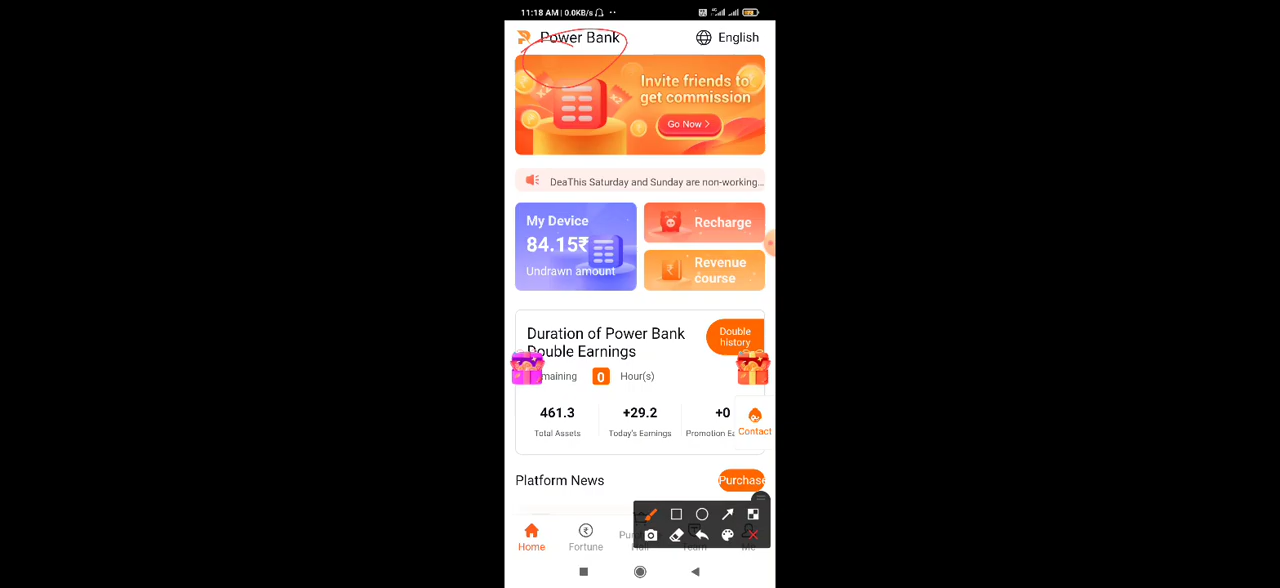 11:18 AM | 0.0KB/s
Power Bank
English
Invite friends to
get commission
Go Now >
DeaThis Saturday and Sunday are non-working...
My Device
84.15₹
Undrawn amount
Recharge
Revenue
course
Duration of Power Bank
Double Earnings
Double
history
maining 0 Hour(s)
461.3
+29.2
+0
Total Assets
Today's Earnings
Promotion Ea
Contact
Platform News
Purchase
Home
Fortune